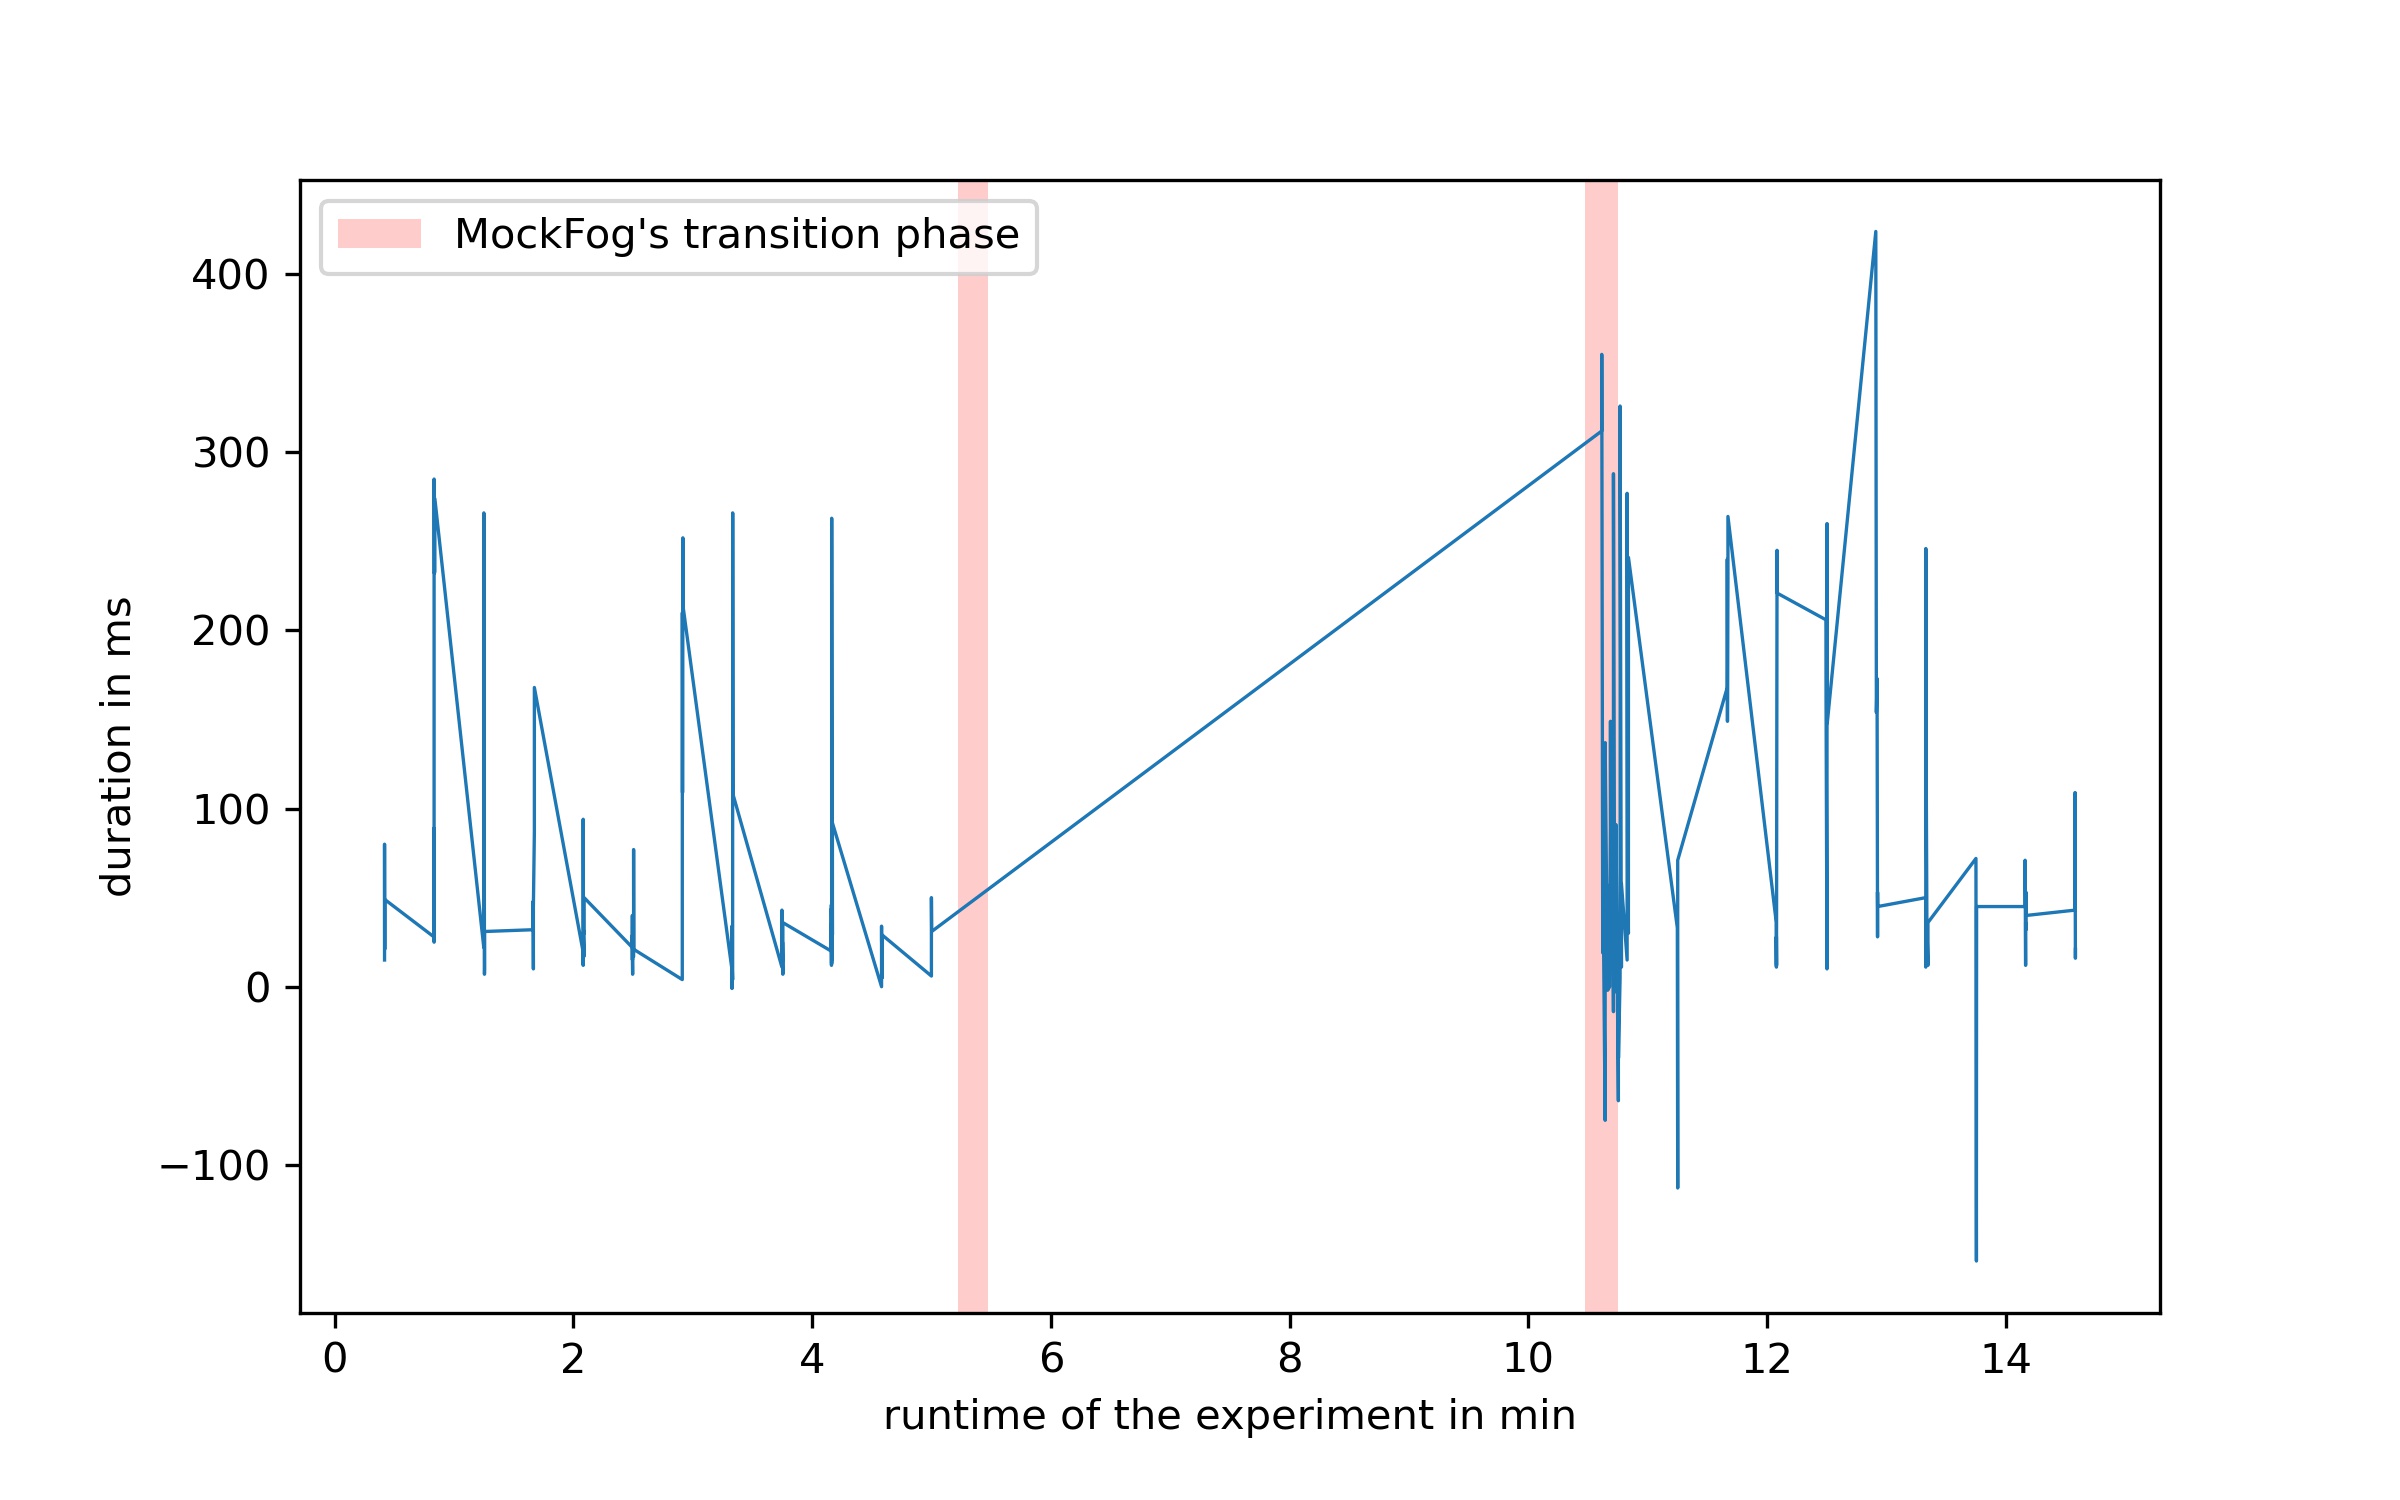 MockFog's transition phase
400
300
200
100
0
−100
duration in ms
0 2 4 6 8 10 12 14
runtime of the experiment in min